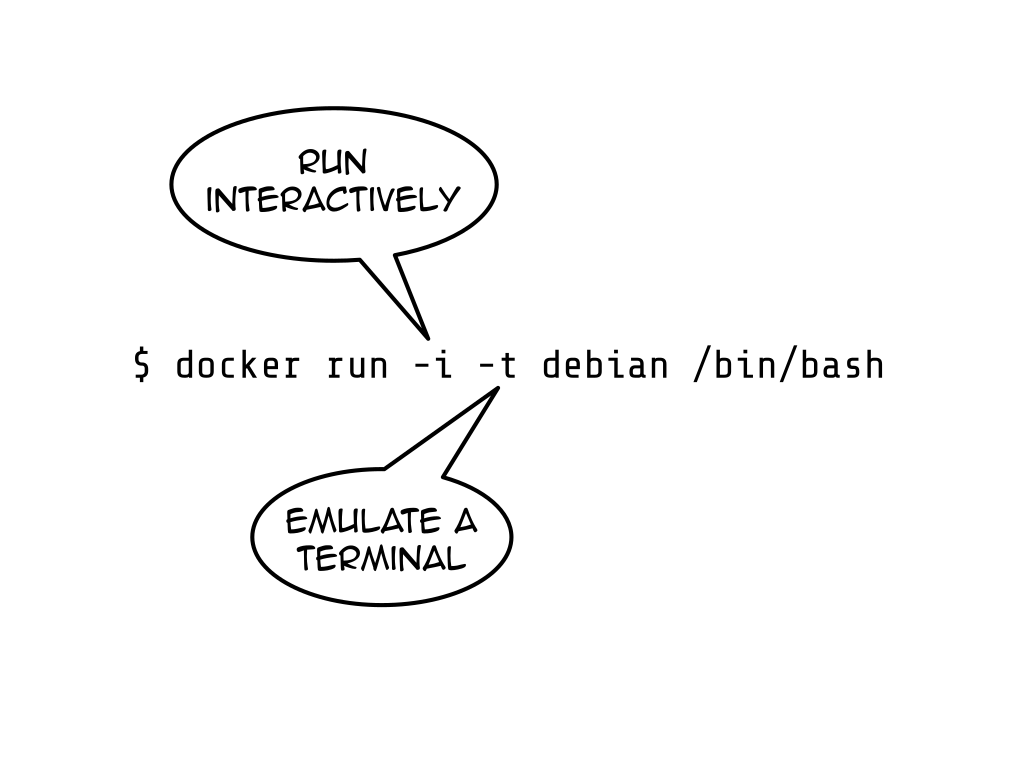 RUN
INTERACTIVELY
$ docker run -i -t debian /bin/bash
EMULATE A
TERMINAL